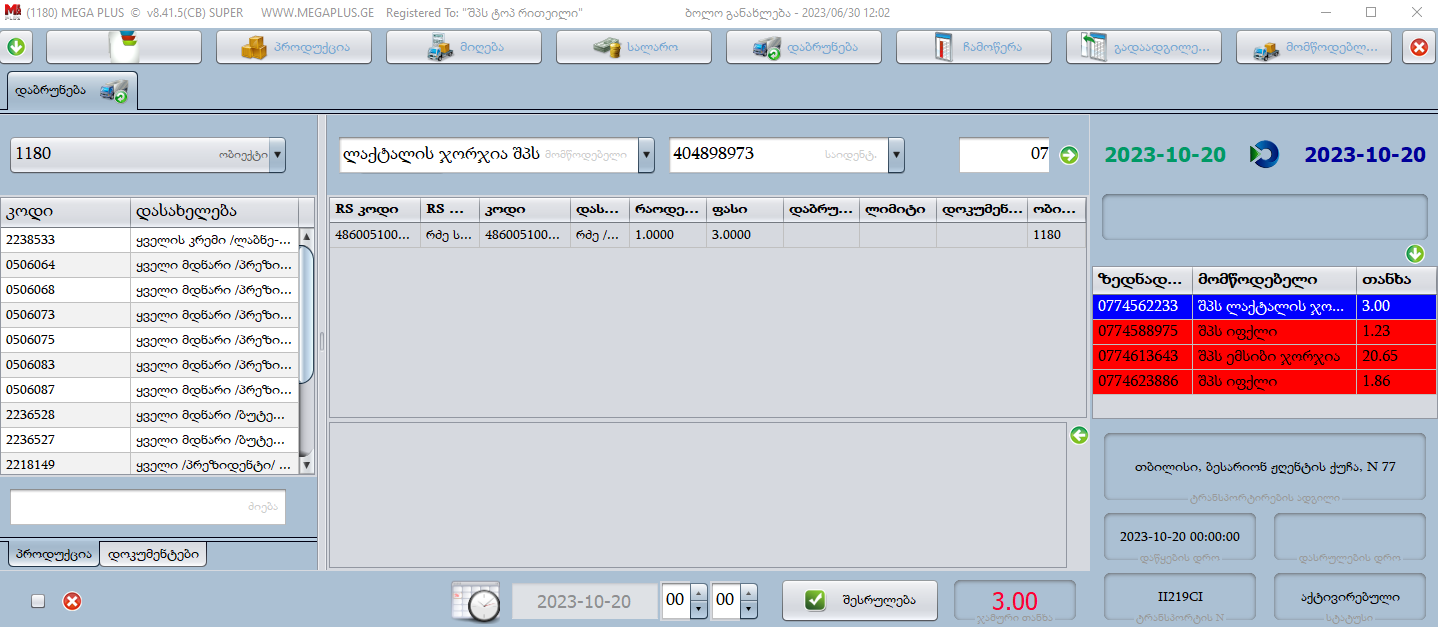 (1180) MEGA PLUS © v8.41.5(CB) SUPER WWW.MEGAPLUS.GE Registered To: "შპს ტოპ რითეილი" ბოლო განახლება - 2023/06/30 12:02
პროდუქცია მიღება სალარო დაბრუნება ჩამოწერა გადაადგილე... მომწოდებლ...
დაბრუნება
1180 ობიექტი
ლაქტალის ჯორჯია შპს მომწოდებელი 404898973 საიდენტ. 07
2023-10-20 2023-10-20
კოდი დასახელება
2238533 ყველის კრემი /ლაბნე-...
0506064 ყველი მდნარი /პრეზი...
0506068 ყველი მდნარი /პრეზი...
0506073 ყველი მდნარი /პრეზი...
0506075 ყველი მდნარი /პრეზი...
0506083 ყველი მდნარი /პრეზი...
0506087 ყველი მდნარი /პრეზი...
2236528 ყველი მდნარი /ბუტე...
2236527 ყველი მდნარი /ბუტე...
2218149 ყველი /პრეზიდენტი/ ...
ძიება
პროდუქცია დოკუმენტები
RS კოდი RS ... კოდი დას... რაოდე... ფასი დაბრუ... ლიმიტი დოკუმენ... ობი...
486005100... რძე ს... 486005100... რძე /... 1.0000 3.0000 1180
ზედნად... მომწოდებელი თანხა
0774562233 შპს ლაქტალის ჯო... 3.00
0774588975 შპს იფქლი 1.23
0774613643 შპს ემსიბი ჯორჯია 20.65
0774623886 შპს იფქლი 1.86
თბილისი, ბესარიონ ჟღენტის ქუჩა, N 77
ტრანსპორტირების ადგილი
2023-10-20 00:00:00
დაწყების დრო დასრულების დრო
2023-10-20 00 00 შესრულება 3.00
ჯამური თანხა
II219CI აქტივირებული
ტრანსპორტის N სტატუსი